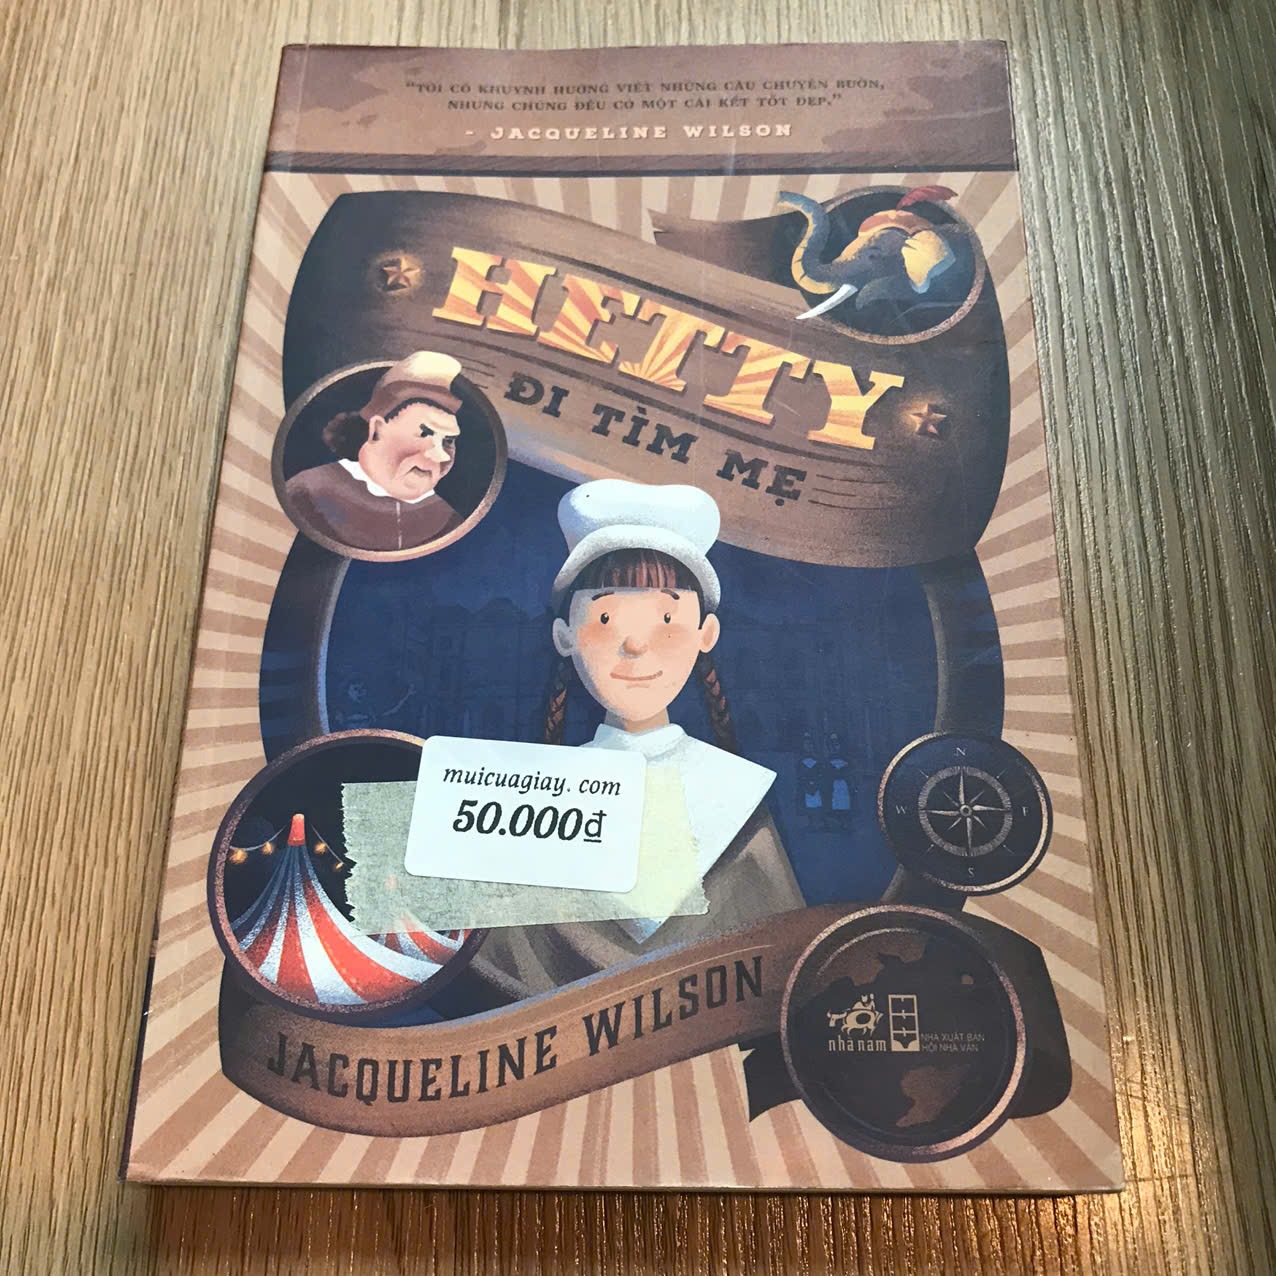 “TÔI CÓ KHUYNH HƯỚNG VIẾT NHỮNG CÂU CHUYỆN BUỒN,
NHƯNG CHÚNG ĐỀU CÓ MỘT CÁI KẾT TỐT ĐẸP.”
- JACQUELINE WILSON
HETTY
ĐI TÌM MẸ
muicuagiay. com
50.000₫
N
W E
S
JACQUELINE WILSON
nhã nam
NHÀ XUẤT BẢN
HỘI NHÀ VĂN